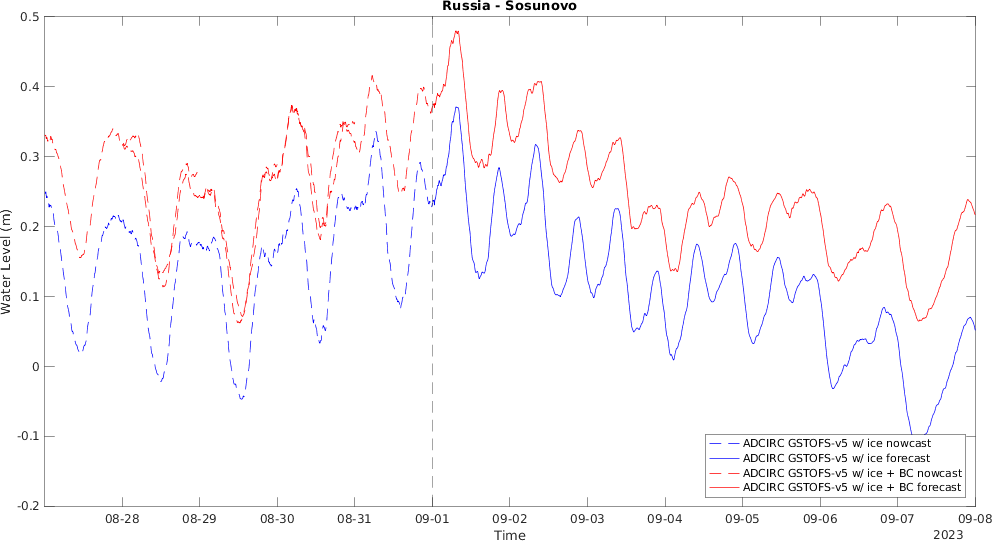 Russia - Sosunovo
0.5
0.4
0.3
0.2
0.1
0
-0.1
-0.2
Water Level (m)
ADCIRC GSTOFS-v5 w/ ice nowcast
ADCIRC GSTOFS-v5 w/ ice forecast
ADCIRC GSTOFS-v5 w/ ice + BC nowcast
ADCIRC GSTOFS-v5 w/ ice + BC forecast
08-28 08-29 08-30 08-31 09-01 09-02 09-03 09-04 09-05 09-06 09-07 09-08
Time
2023